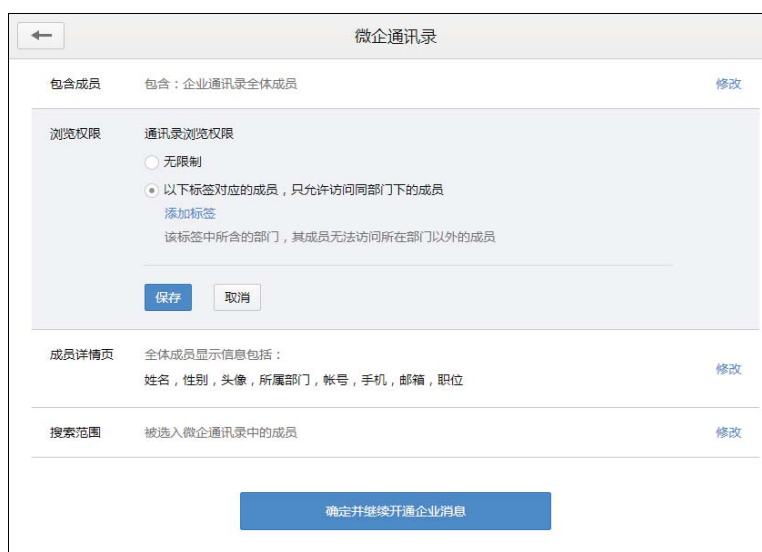 微企通讯录
包含成员 包含：企业通讯录全体成员 修改
浏览权限 通讯录浏览权限
无限制
以下标签对应的成员，只允许访问同部门下的成员
添加标签
该标签中所含的部门，其成员无法访问所在部门以外的成员
保存 取消
成员详情页 全体成员显示信息包括：
姓名，性别，头像，所属部门，帐号，手机，邮箱，职位 修改
搜索范围 被选入微企通讯录中的成员 修改
确定并继续开通企业消息